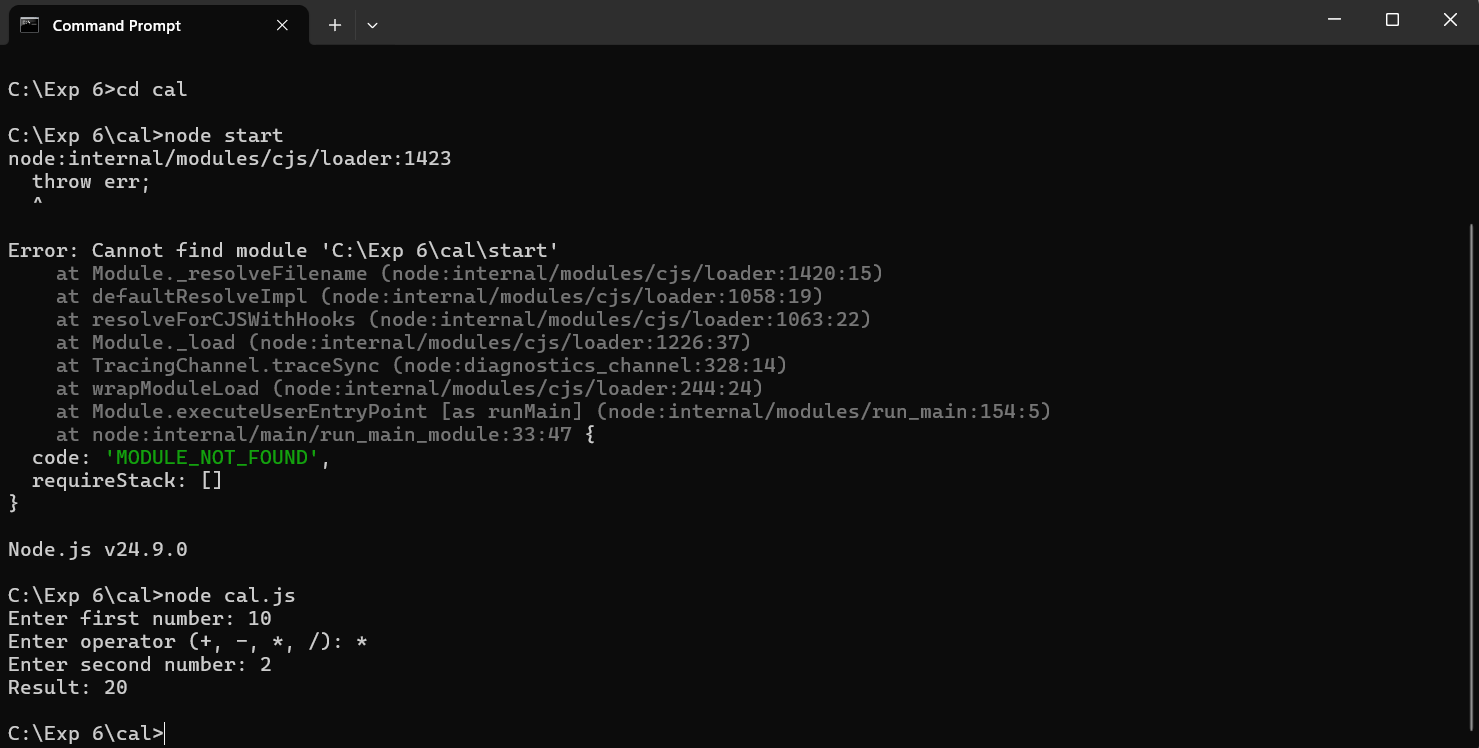 Command Prompt
C:\Exp 6>cd cal
C:\Exp 6\cal>node start
node:internal/modules/cjs/loader:1423
  throw err;
  ^
Error: Cannot find module 'C:\Exp 6\cal\start'
    at Module._resolveFilename (node:internal/modules/cjs/loader:1420:15)
    at defaultResolveImpl (node:internal/modules/cjs/loader:1058:19)
    at resolveForCJSWithHooks (node:internal/modules/cjs/loader:1063:22)
    at Module._load (node:internal/modules/cjs/loader:1226:37)
    at TracingChannel.traceSync (node:diagnostics_channel:328:14)
    at wrapModuleLoad (node:internal/modules/cjs/loader:244:24)
    at Module.executeUserEntryPoint [as runMain] (node:internal/modules/run_main:154:5)
    at node:internal/main/run_main_module:33:47 {
  code: 'MODULE_NOT_FOUND',
  requireStack: []
}
Node.js v24.9.0
C:\Exp 6\cal>node cal.js
Enter first number: 10
Enter operator (+, -, *, /): *
Enter second number: 2
Result: 20
C:\Exp 6\cal>